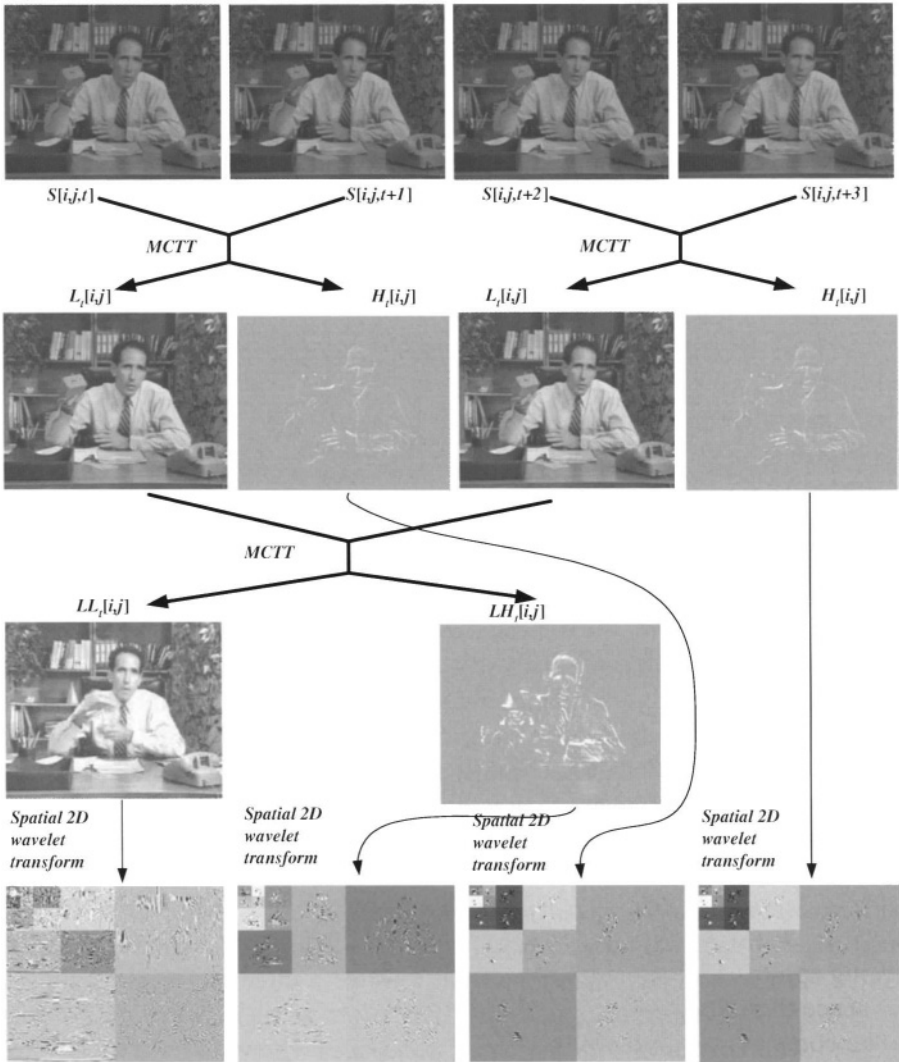 S[i,j,t]
S[i,j,t+1]
S[i,j,t+2]
S[i,j,t+3]
MCTT
MCTT
L_t[i,j]
H_t[i,j]
L_t[i,j]
H_t[i,j]
MCTT
LL_t[i,j]
LH_t[i,j]
Spatial 2D
wavelet
transform
Spatial 2D
wavelet
transform
Spatial 2D
wavelet
transform
Spatial 2D
wavelet
transform